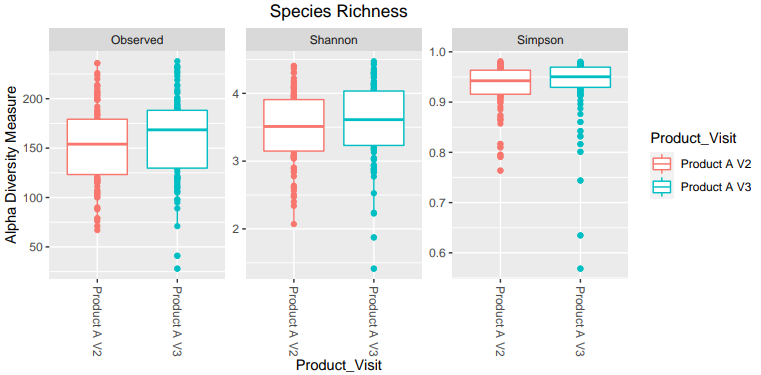 Species Richness
Observed
Shannon
Simpson
Alpha Diversity Measure
200
150
100
50
4
3
2
1.0
0.9
0.8
0.7
0.6
Product A V2
Product A V3
Product A V2
Product A V3
Product A V2
Product A V3
Product_Visit
Product_Visit
Product A V2
Product A V3